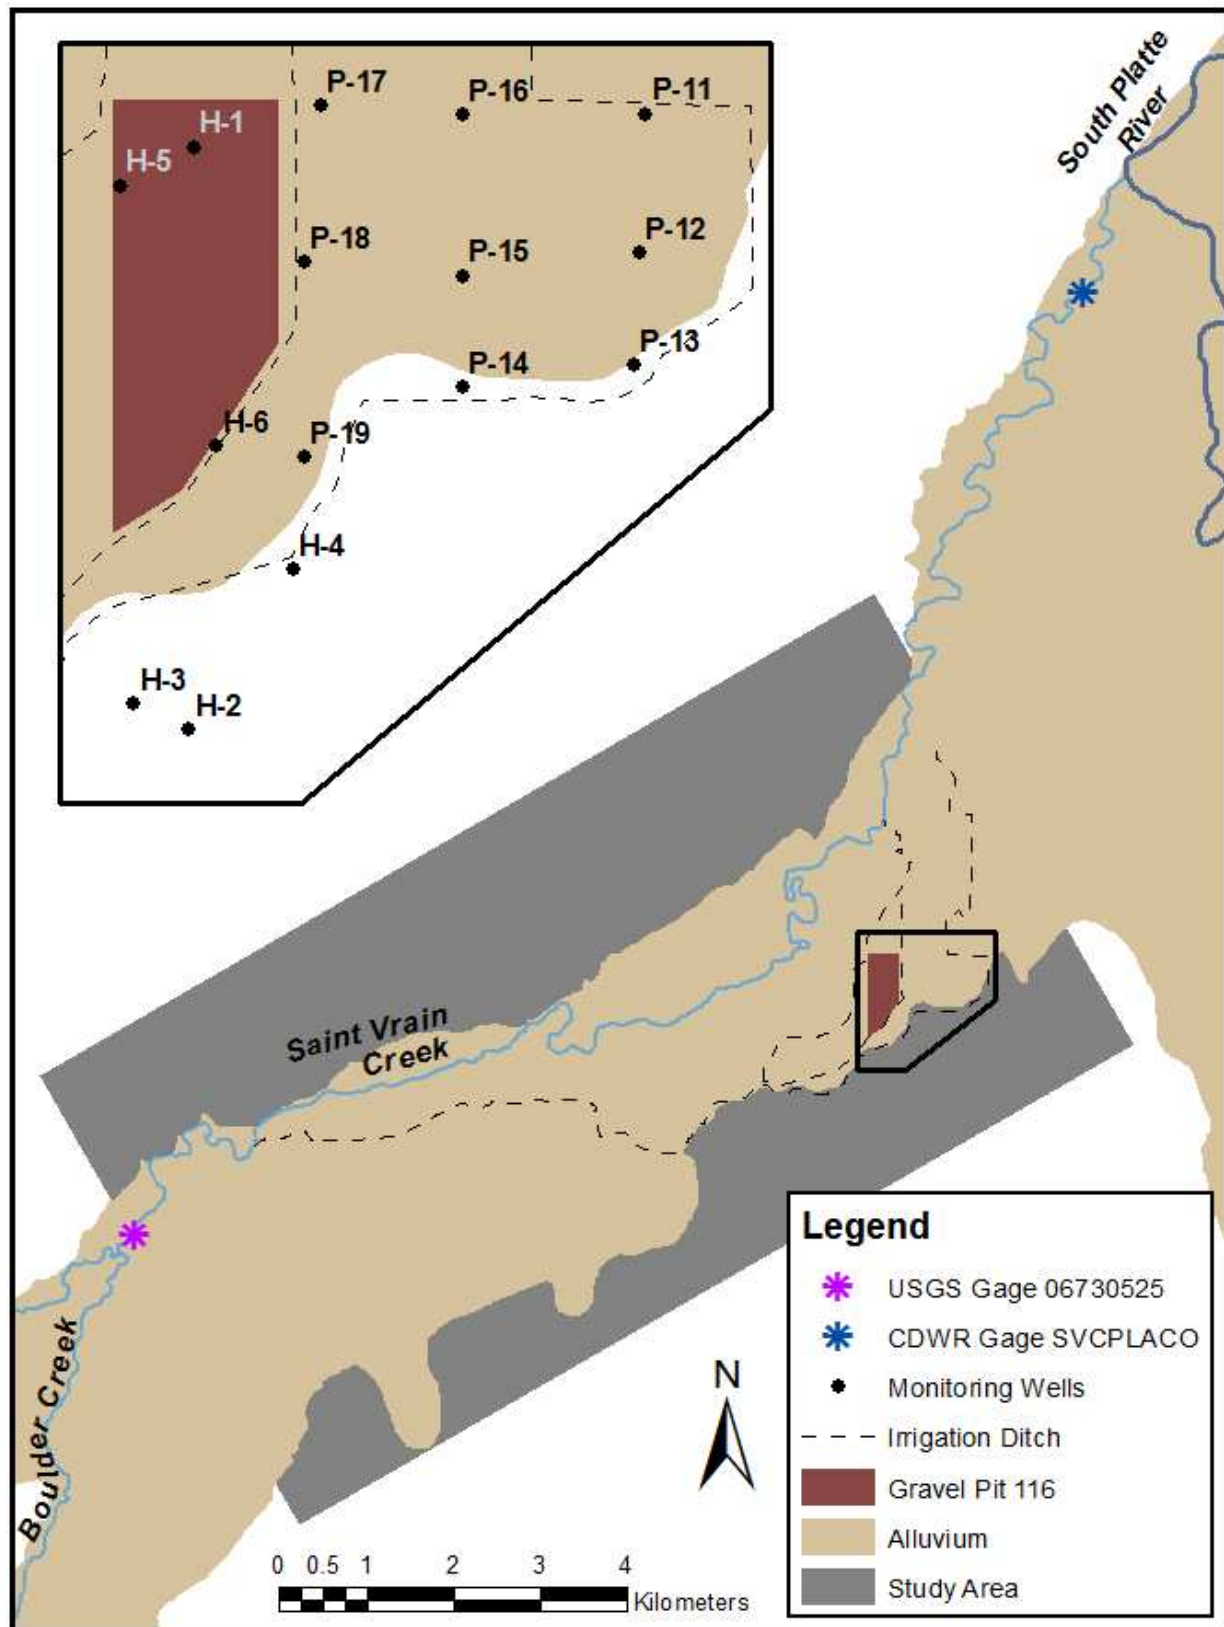 South Platte
River
P-17
P-16
P-11
H-1
H-5
P-18
P-15
P-12
P-14
P-13
H-6
P-19
H-4
H-3
H-2
Saint Vrain
Creek
Boulder Creek
N
0 0.5 1 2 3 4
Kilometers
Legend
USGS Gage 06730525
CDWR Gage SVCPLACO
Monitoring Wells
Irrigation Ditch
Gravel Pit 116
Alluvium
Study Area